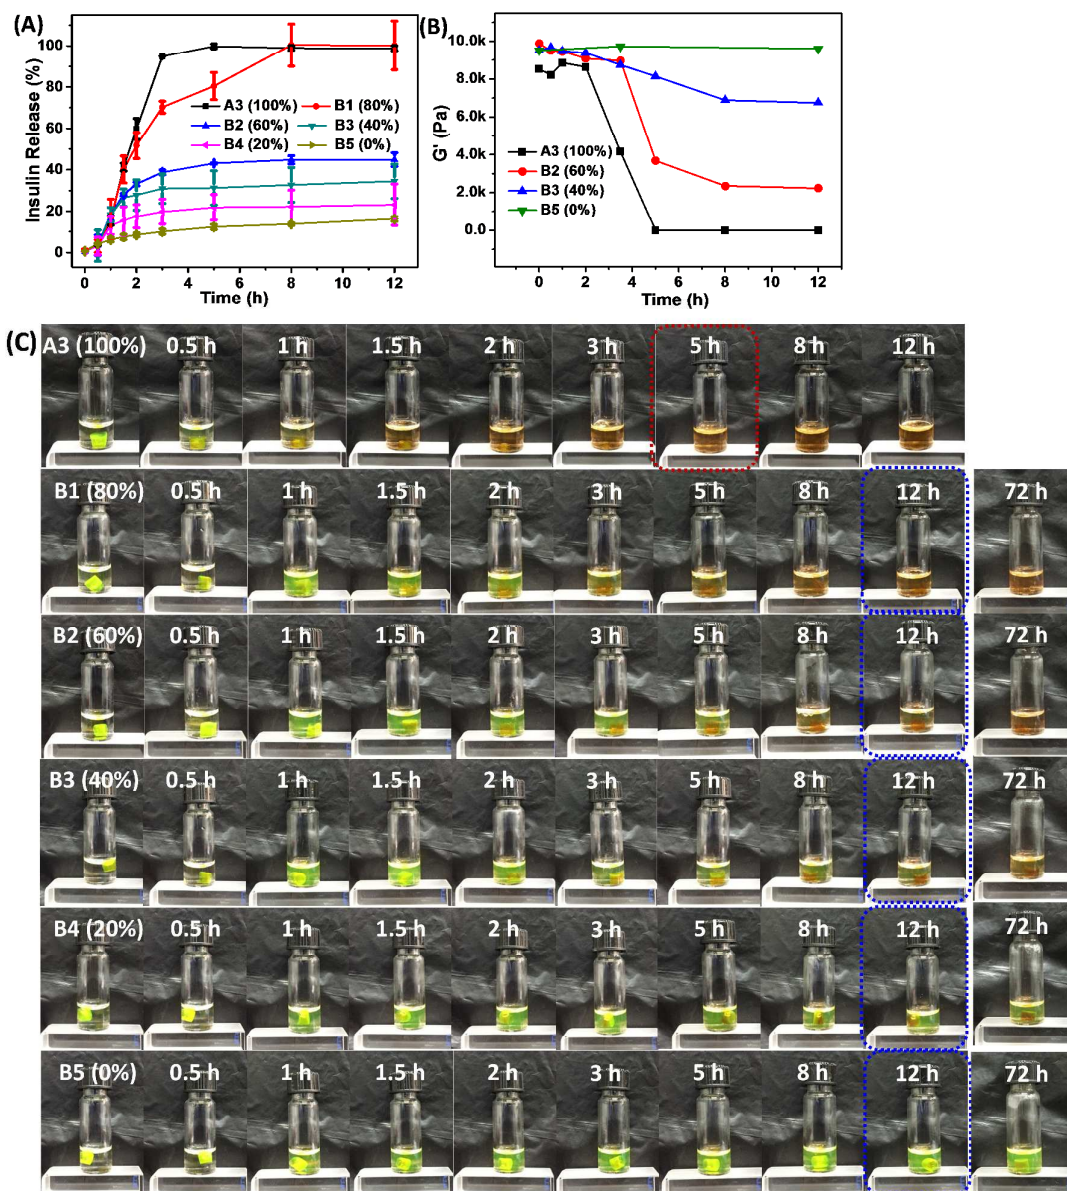 (A)
Insulin Release (%)
120
100
80
60
40
20
0
A3 (100%) B1 (80%)
B2 (60%) B3 (40%)
B4 (20%) B5 (0%)
0 2 4 6 8 10 12
Time (h)
(B)
G' (Pa)
10.0k
8.0k
6.0k
4.0k
2.0k
0.0
A3 (100%)
B2 (60%)
B3 (40%)
B5 (0%)
0 2 4 6 8 10 12
Time (h)
(C)
A3 (100%) 0.5 h 1 h 1.5 h 2 h 3 h 5 h 8 h 12 h
B1 (80%) 0.5 h 1 h 1.5 h 2 h 3 h 5 h 8 h 12 h 72 h
B2 (60%) 0.5 h 1 h 1.5 h 2 h 3 h 5 h 8 h 12 h 72 h
B3 (40%) 0.5 h 1 h 1.5 h 2 h 3 h 5 h 8 h 12 h 72 h
B4 (20%) 0.5 h 1 h 1.5 h 2 h 3 h 5 h 8 h 12 h 72 h
B5 (0%) 0.5 h 1 h 1.5 h 2 h 3 h 5 h 8 h 12 h 72 h